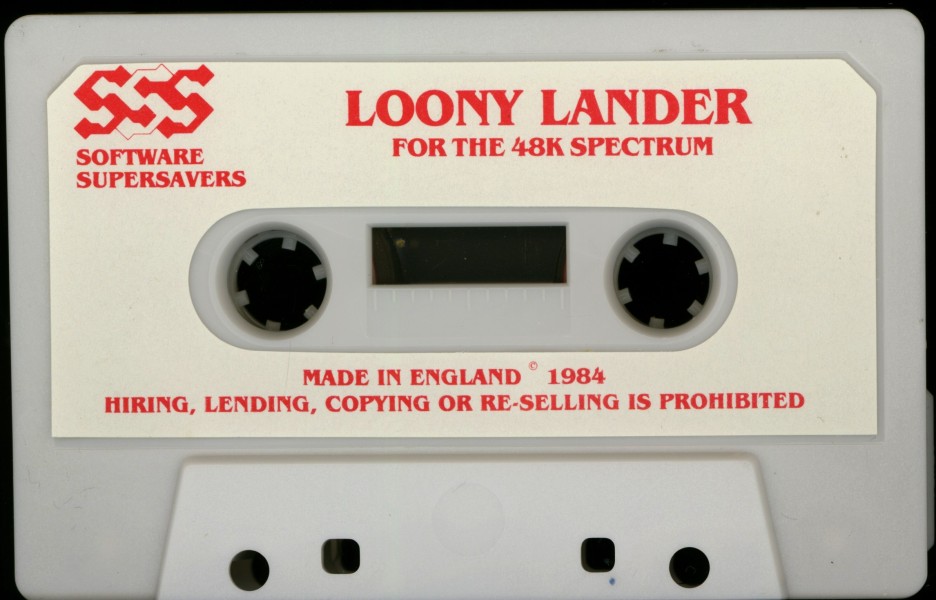 SCS
SOFTWARE
SUPERSAVERS
LOONY LANDER
FOR THE 48K SPECTRUM
MADE IN ENGLAND © 1984
HIRING, LENDING, COPYING OR RE-SELLING IS PROHIBITED